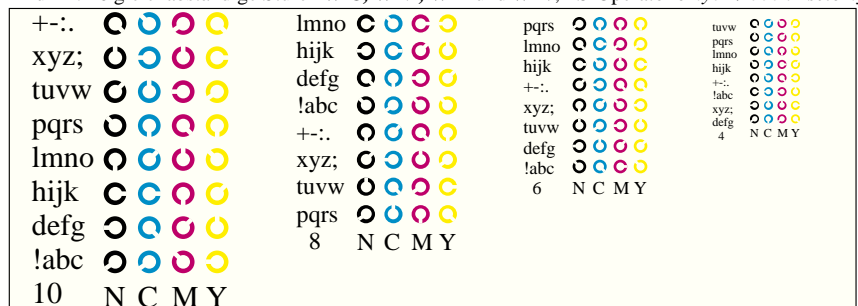 +-:.
xyz;
tuvw
pqrs
lmno
hijk
defg
!abc
10 N C M Y
lmno
hijk
defg
!abc
+-:.
xyz;
tuvw
pqrs
8 N C M Y
pqrs
lmno
hijk
+-:.
xyz;
tuvw
defg
!abc
6 N C M Y
tuvw
pqrs
lmno
hijk
+-:.
!abc
xyz;
defg
4 N C M Y